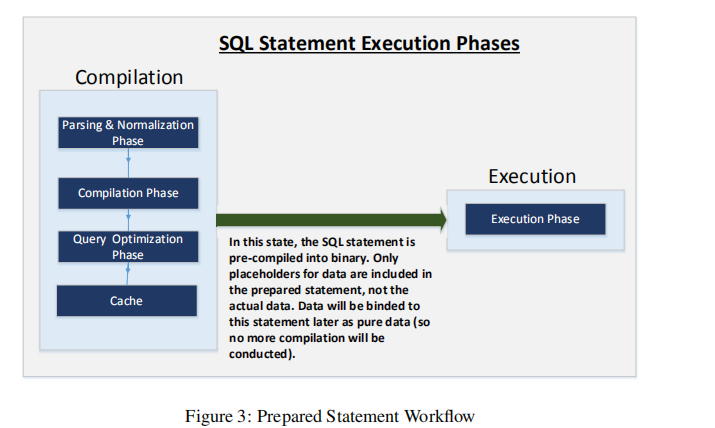 SQL Statement Execution Phases
Compilation
Parsing & Normalization
Phase
Compilation Phase
Query Optimization
Phase
Cache
In this state, the SQL statement is
pre-compiled into binary. Only
placeholders for data are included in
the prepared statement, not the
actual data. Data will be binded to
this statement later as pure data (so
no more compilation will be
conducted).
Execution
Execution Phase
Figure 3: Prepared Statement Workflow